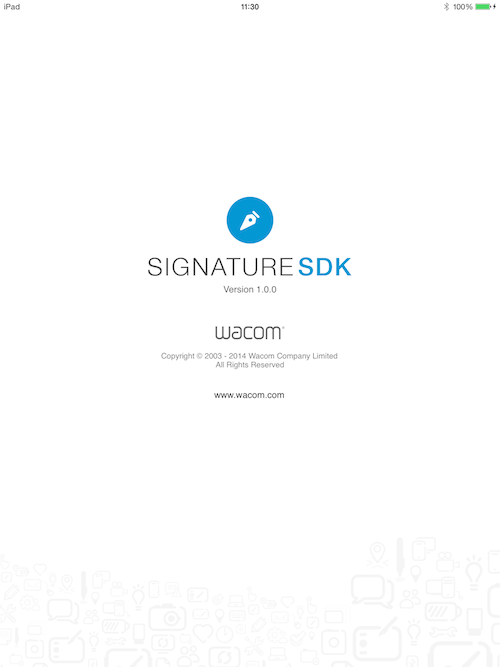 iPad 11:30 100%
SIGNATURE SDK
Version 1.0.0
wacom
Copyright © 2003 - 2014 Wacom Company Limited
All Rights Reserved
www.wacom.com